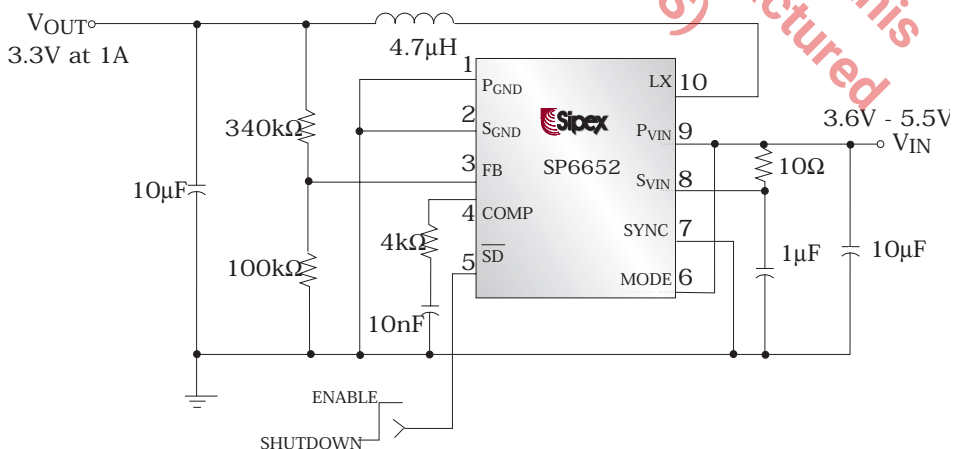 his
s)
ctured
VOUT
3.3V at 1A
4.7µH
1
PGND
LX
10
2
SGND
Sipex
PVIN
9
3.6V - 5.5V
VIN
340kΩ
3
FB
SP6652
SVIN
8
10Ω
10µF
4
COMP
SYNC
7
4kΩ
1µF
10µF
100kΩ
5
SD
MODE
6
10nF
ENABLE
SHUTDOWN